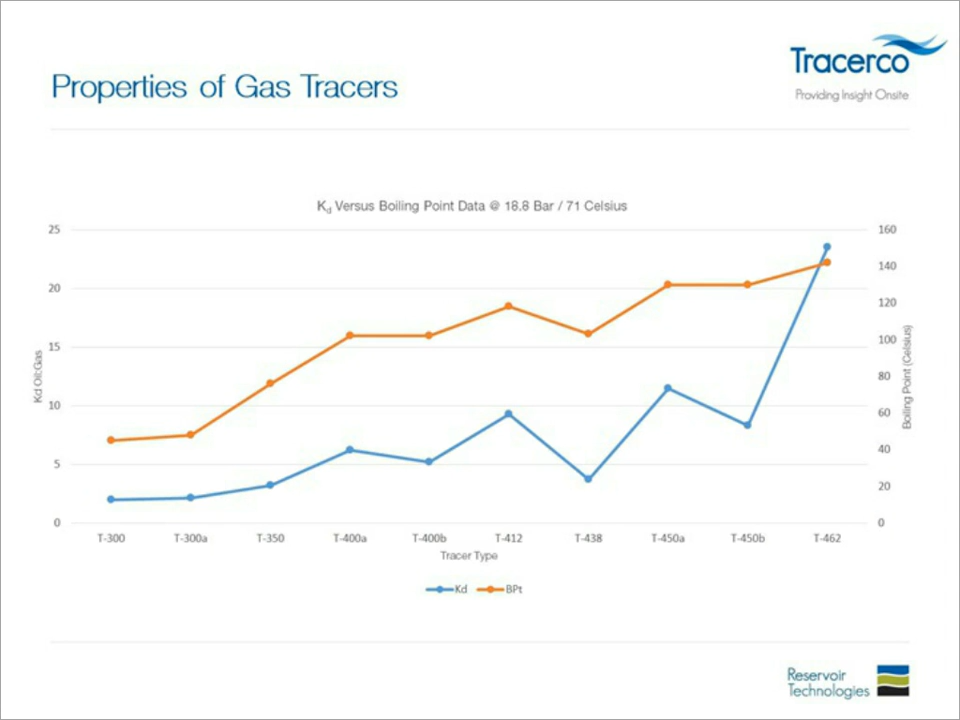 Tracerco
Properties of Gas Tracers
Providing Insight Onsite
Kd Versus Boiling Point Data @ 18.8 Bar / 71 Celsius
25
20
15
10
5
0
Kd Oil:Gas
160
140
120
100
80
60
40
20
0
Boiling Point (Celsius)
T-300 T-300a T-350 T-400a T-400b T-412 T-438 T-450a T-450b T-462
Tracer Type
Kd BPt
Reservoir
Technologies